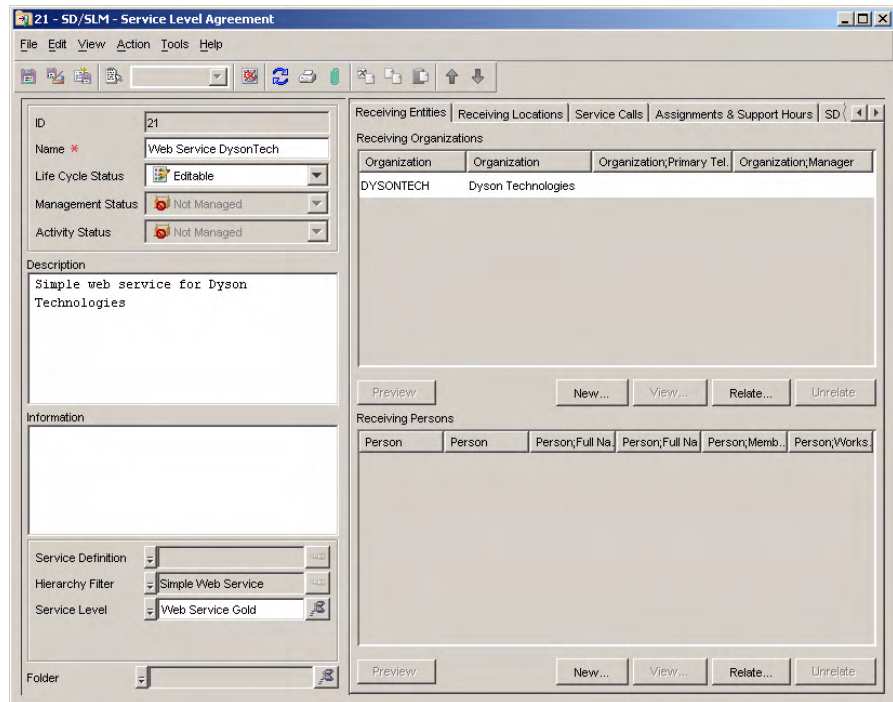 21 - SD/SLM - Service Level Agreement
File Edit View Action Tools Help
ID 21
Name * Web Service DysonTech
Life Cycle Status Editable
Management Status Not Managed
Activity Status Not Managed
Description
Simple web service for Dyson
Technologies
Information
Service Definition
Hierarchy Filter Simple Web Service
Service Level Web Service Gold
Folder
Receiving Entities Receiving Locations Service Calls Assignments & Support Hours SD
Receiving Organizations
Organization Organization Organization;Primary Tel. Organization;Manager
DYSONTECH Dyson Technologies
Preview New... View... Relate... Unrelate
Receiving Persons
Person Person Person;Full Na. Person;Full Na Person;Memb.. Person;Works.
Preview New... View... Relate... Unrelate